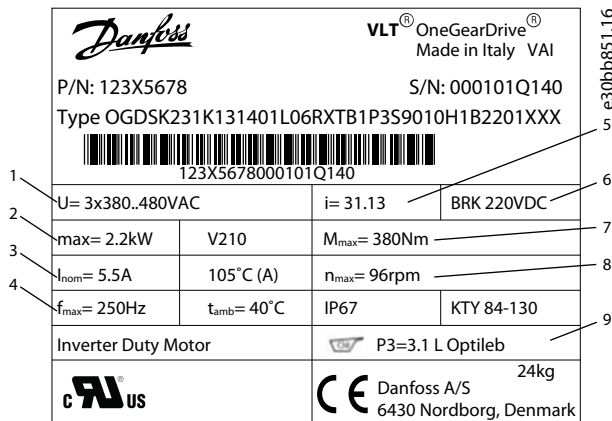 Danfoss
VLT® OneGearDrive®
Made in Italy VAI
P/N: 123X5678 S/N: 000101Q140
Type OGDSK231K131401L06RXTB1P3S9010H1B2201XXX
123X5678000101Q140
U= 3x380..480VAC i= 31.13 BRK 220VDC
max= 2.2kW V210 Mmax= 380Nm
Inom= 5.5A 105°C (A) nmax= 96rpm
fmax= 250Hz tamb= 40°C IP67 KTY 84-130
Inverter Duty Motor P3=3.1 L Optileb
24kg
c RU® US CE Danfoss A/S
6430 Nordborg, Denmark
1
2
3
4
5
6
7
8
9
e30bb851.16